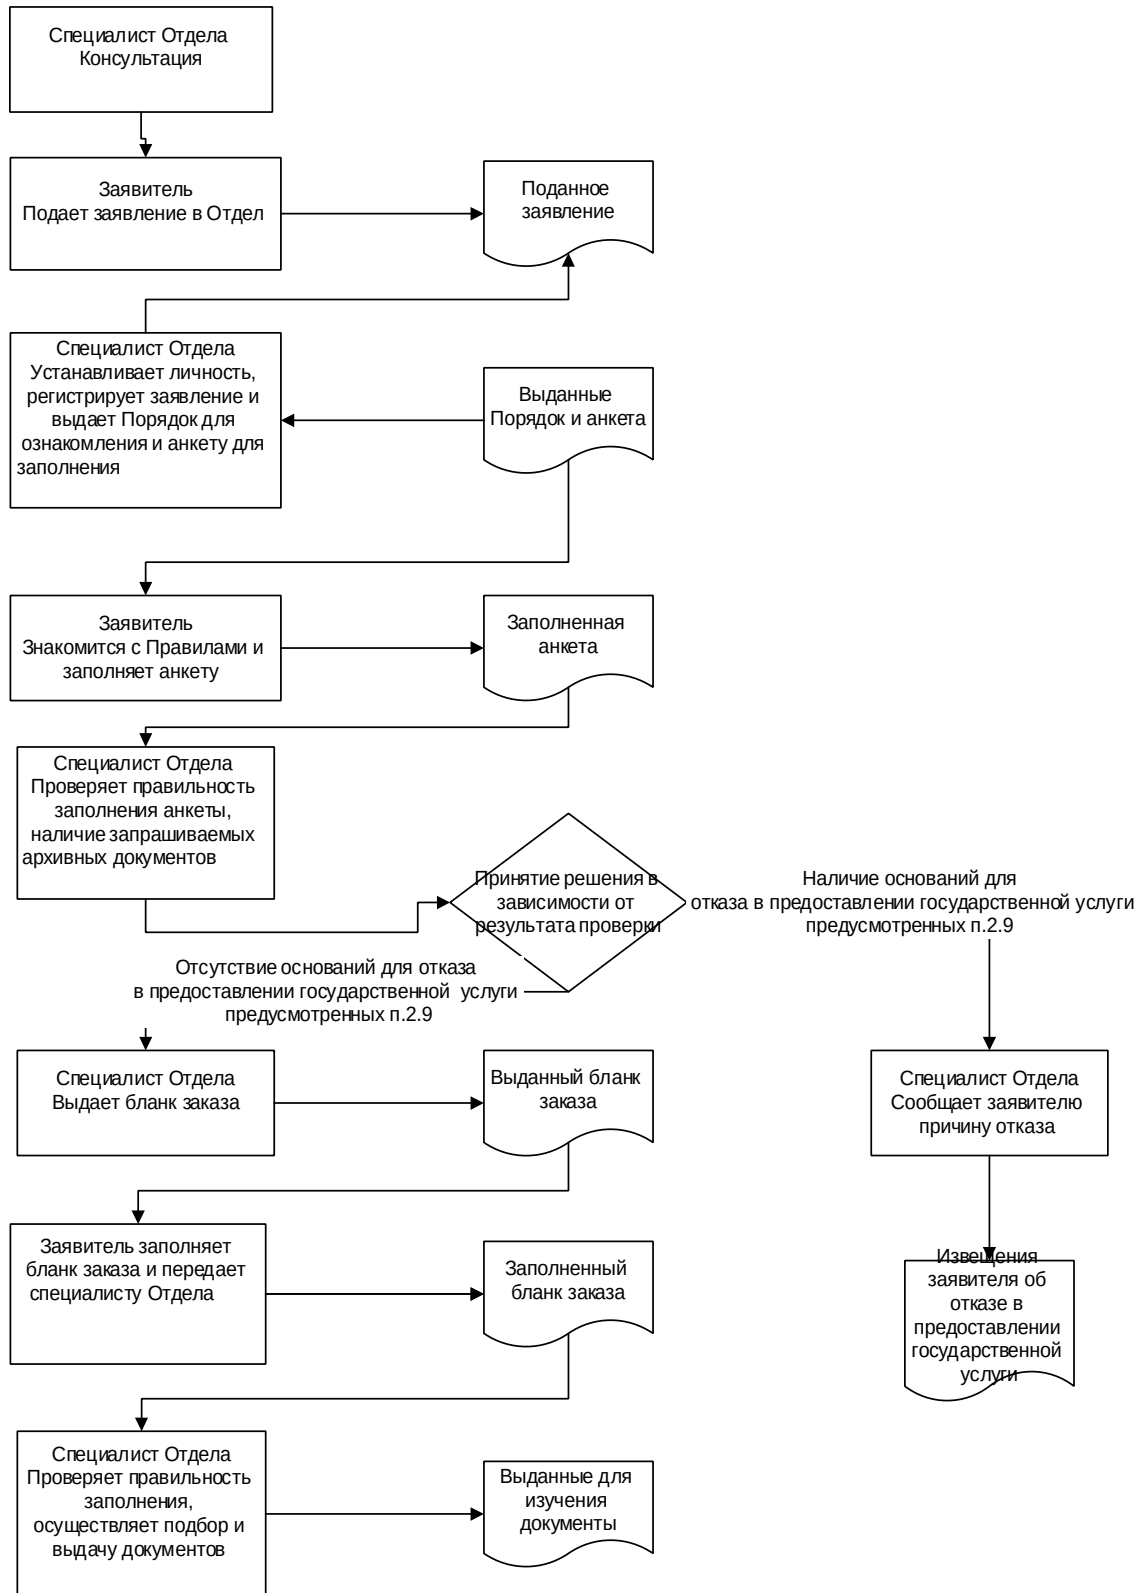 Специалист Отдела
Консультация
Заявитель
Подает заявление в Отдел
Поданное
заявление
Специалист Отдела
Устанавливает личность,
регистрирует заявление и
выдает Порядок для
ознакомления и анкету для
заполнения
Выданные
Порядок и анкета
Заявитель
Знакомится с Правилами и
заполняет анкету
Заполненная
анкета
Специалист Отдела
Проверяет правильность
заполнения анкеты,
наличие запрашиваемых
архивных документов
Принятие решения в
зависимости от
результата проверки
Наличие оснований для
отказа в предоставлении государственной услуги
предусмотренных п.2.9
Отсутствие оснований для отказа
в предоставлении государственной услуги
предусмотренных п.2.9
Специалист Отдела
Выдает бланк заказа
Выданный бланк
заказа
Специалист Отдела
Сообщает заявителю
причину отказа
Заявитель заполняет
бланк заказа и передает
специалисту Отдела
Заполненный
бланк заказа
Извещения
заявителя об
отказе в
предоставлении
государственной
услуги
Специалист Отдела
Проверяет правильность
заполнения,
осуществляет подбор и
выдачу документов
Выданные для
изучения
документы